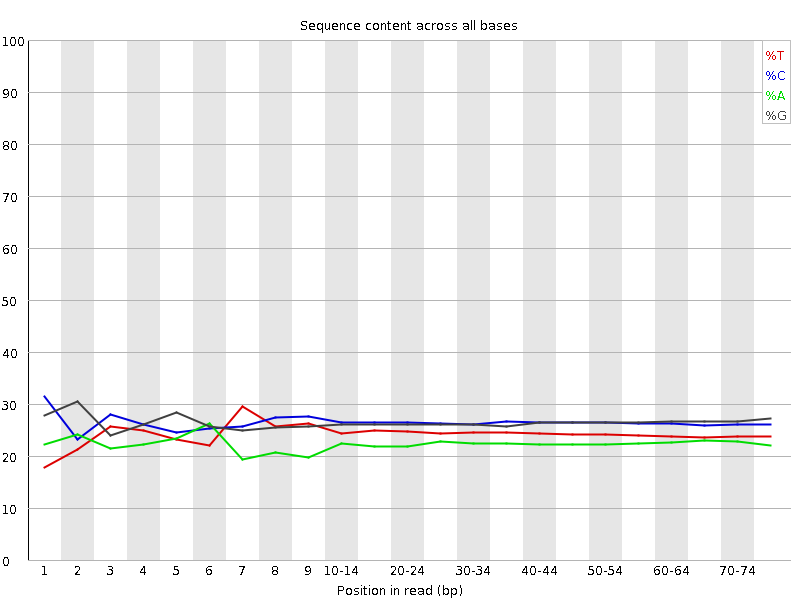 Sequence content across all bases
100
90
80
70
60
50
40
30
20
10
0
%T
%C
%A
%G
1 2 3 4 5 6 7 8 9 10-14 20-24 30-34 40-44 50-54 60-64 70-74
Position in read (bp)